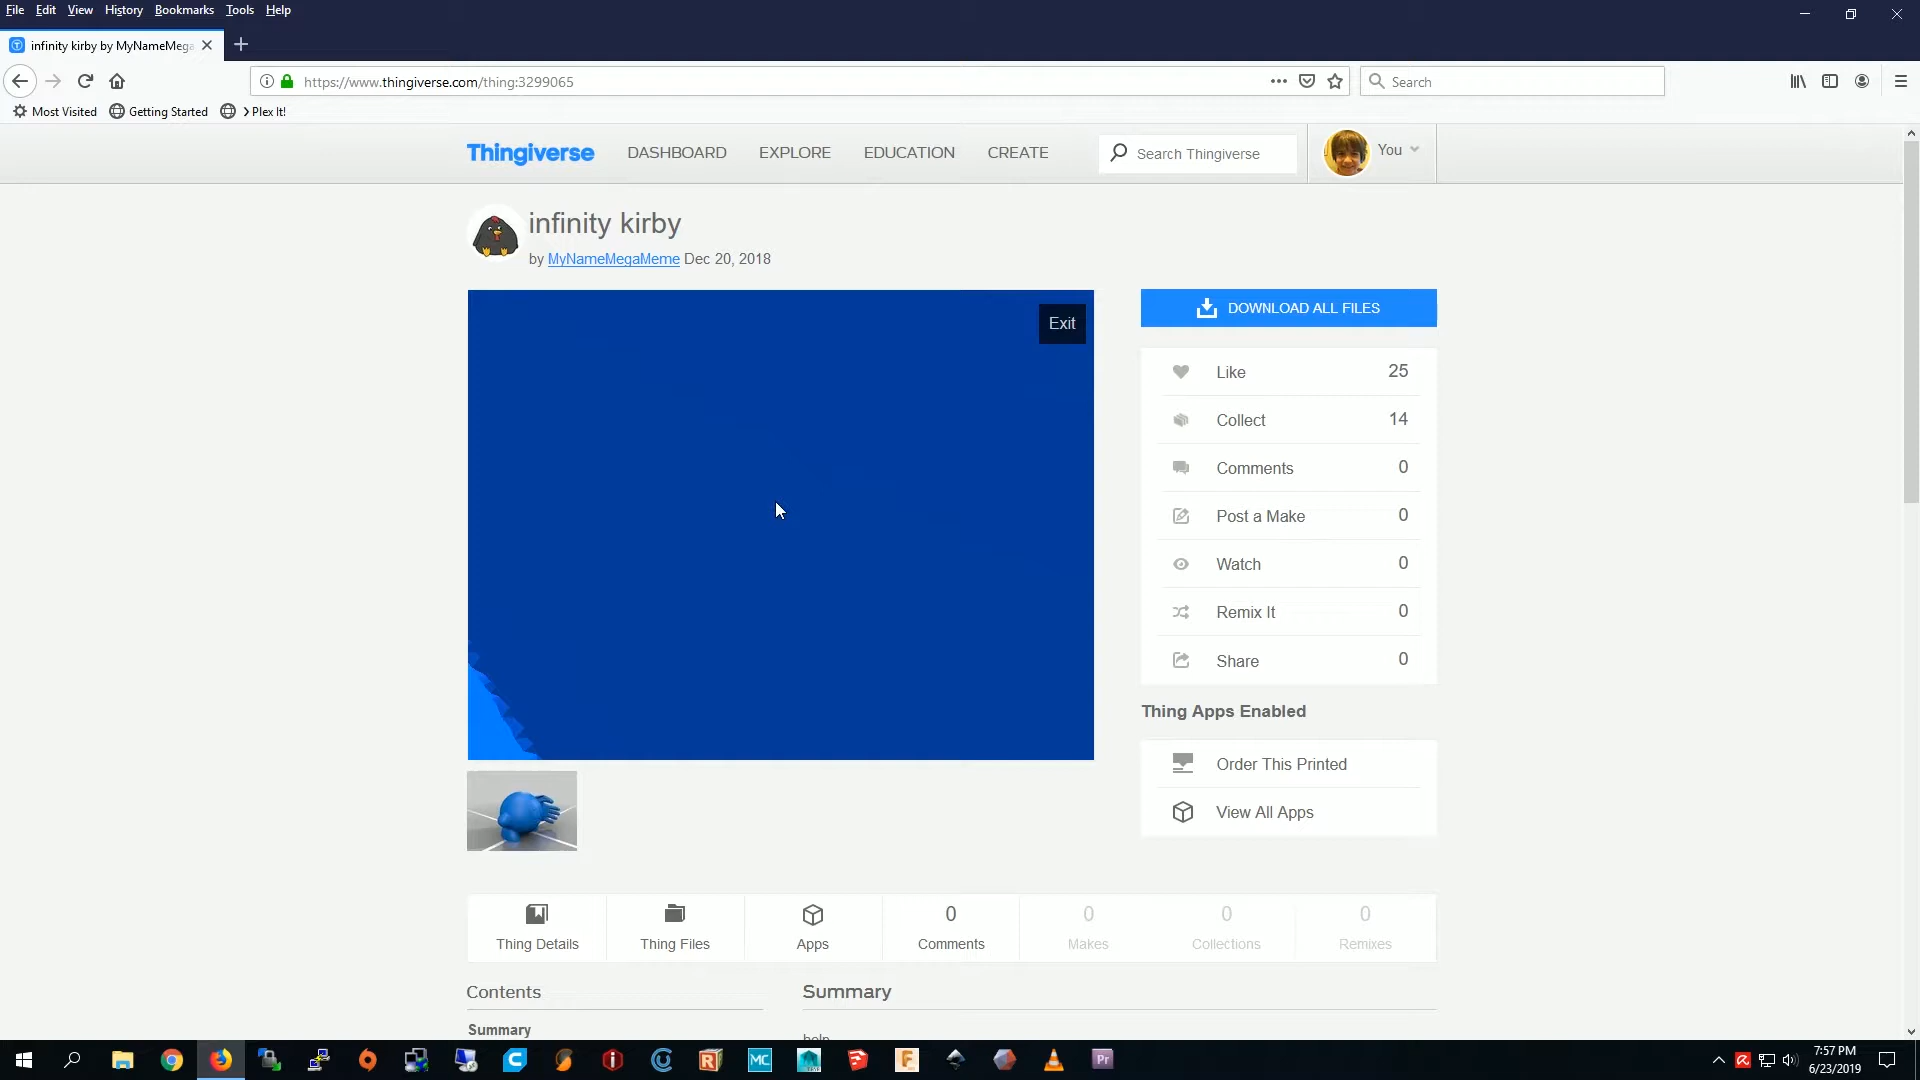 File Edit View History Bookmarks Tools Help
infinity kirby by MyNameMega
https://www.thingiverse.com/thing:3299065
Search
Most Visited Getting Started Plex It!
Thingiverse DASHBOARD EXPLORE EDUCATION CREATE Search Thingiverse You
infinity kirby
by MyNameMegaMeme Dec 20, 2018
Exit
DOWNLOAD ALL FILES
Like 25
Collect 14
Comments 0
Post a Make 0
Watch 0
Remix It 0
Share 0
Thing Apps Enabled
Order This Printed
View All Apps
0 0 0 0
Thing Details Thing Files Apps Comments Makes Collections Remixes
Contents Summary
Summary
help
MC Pr
7:57 PM
6/23/2019